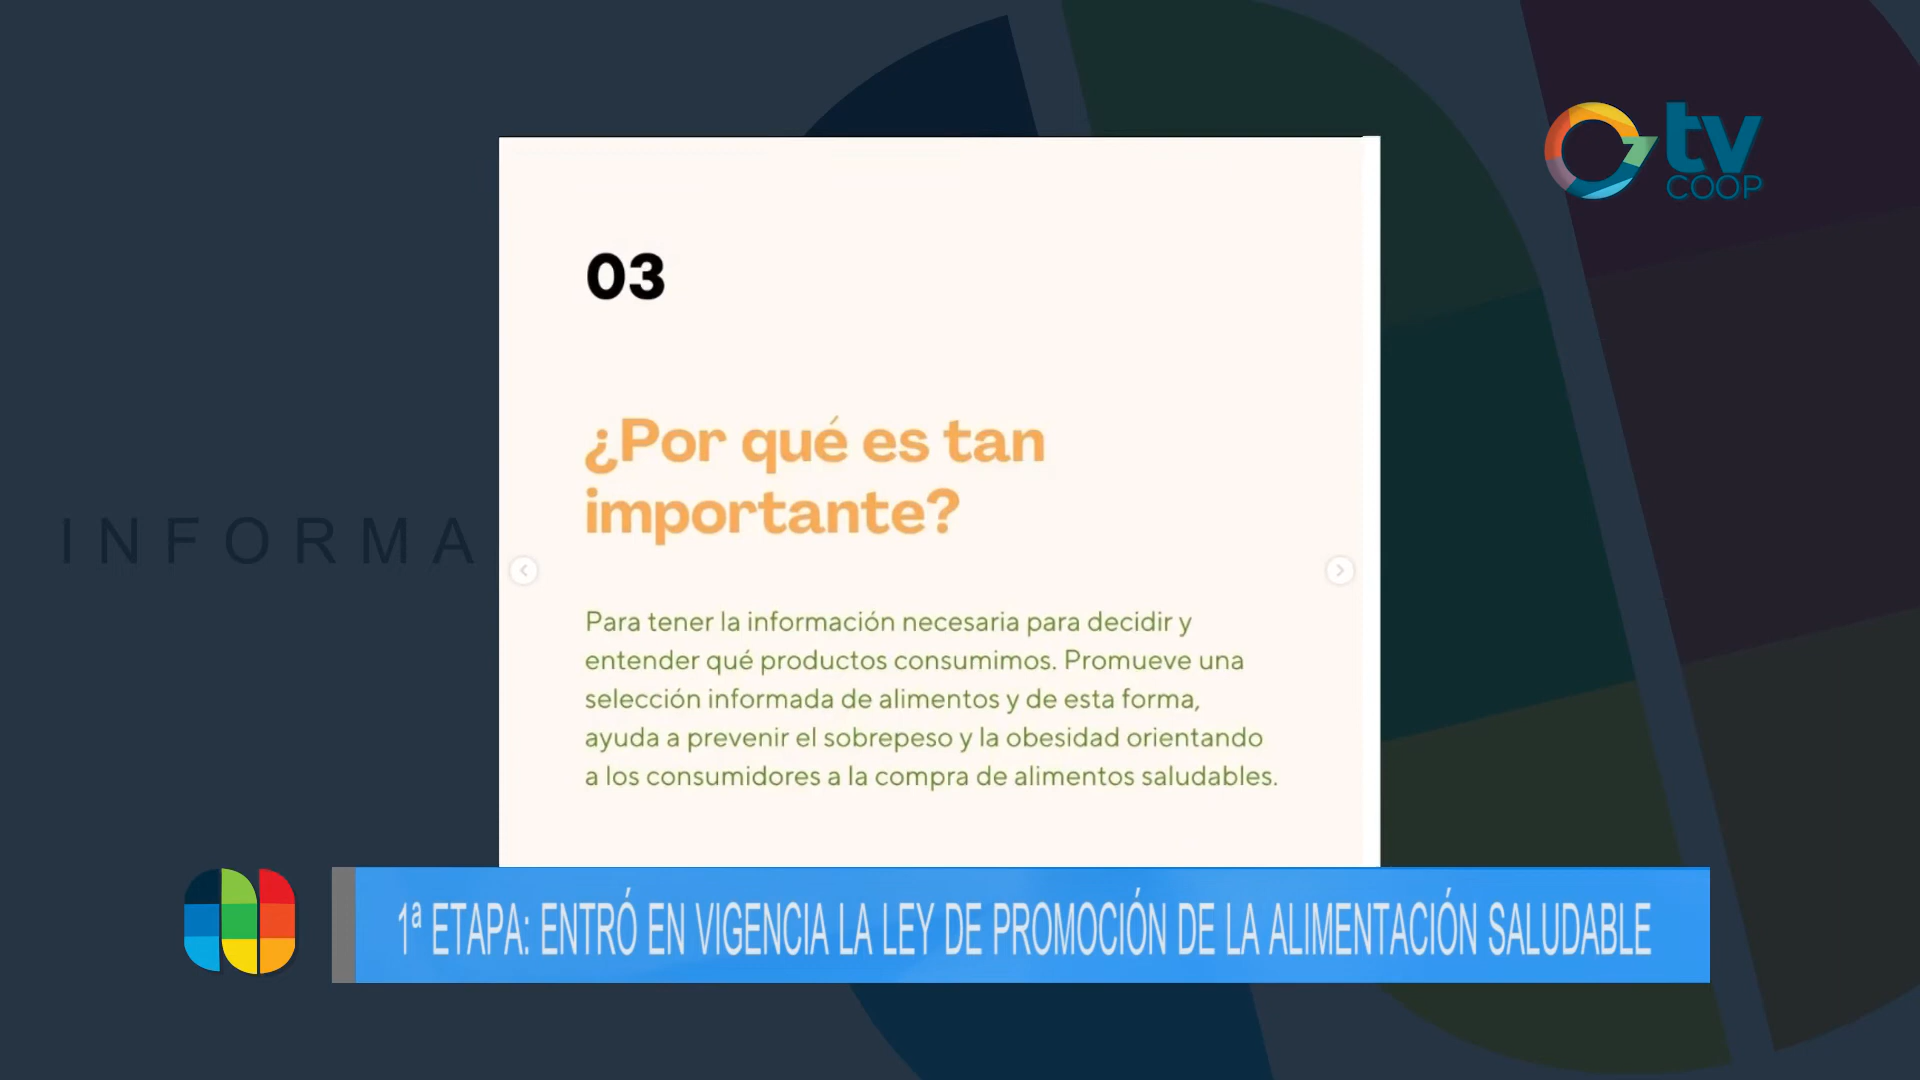 tv
COOP
03
¿Por qué es tan
importante?
INFORMA
Para tener la información necesaria para decidir y
entender qué productos consumimos. Promueve una
selección informada de alimentos y de esta forma,
ayuda a prevenir el sobrepeso y la obesidad orientando
a los consumidores a la compra de alimentos saludables.
1ª ETAPA: ENTRÓ EN VIGENCIA LA LEY DE PROMOCIÓN DE LA ALIMENTACIÓN SALUDABLE